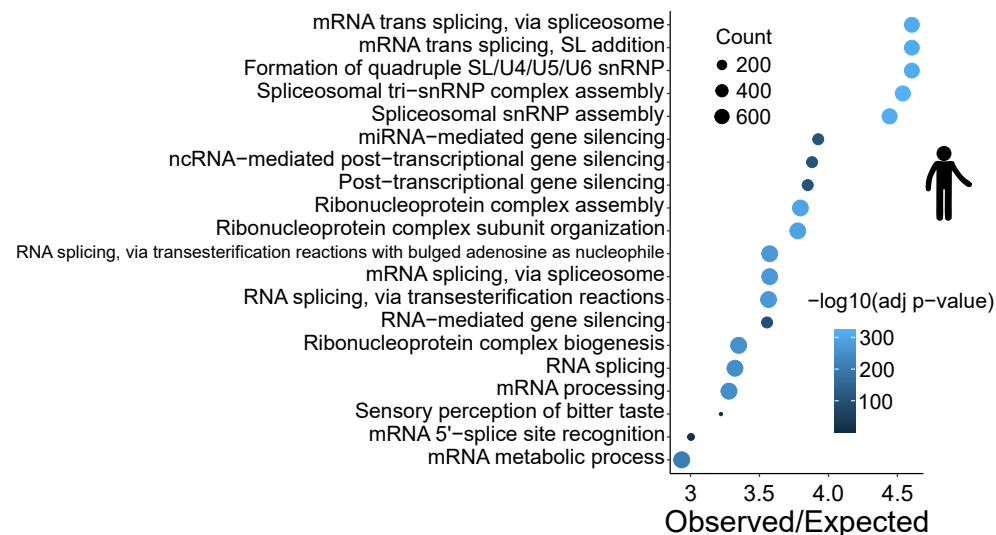 mRNA trans splicing, via spliceosome
mRNA trans splicing, SL addition
Formation of quadruple SL/U4/U5/U6 snRNP
Spliceosomal tri−snRNP complex assembly
Spliceosomal snRNP assembly
miRNA−mediated gene silencing
ncRNA−mediated post−transcriptional gene silencing
Post−transcriptional gene silencing
Ribonucleoprotein complex assembly
Ribonucleoprotein complex subunit organization
RNA splicing, via transesterification reactions with bulged adenosine as nucleophile
mRNA splicing, via spliceosome
RNA splicing, via transesterification reactions
RNA−mediated gene silencing
Ribonucleoprotein complex biogenesis
RNA splicing
mRNA processing
Sensory perception of bitter taste
mRNA 5'−splice site recognition
mRNA metabolic process
Count
200
400
600
−log10(adj p−value)
300
200
100
3 3.5 4.0 4.5
Observed/Expected